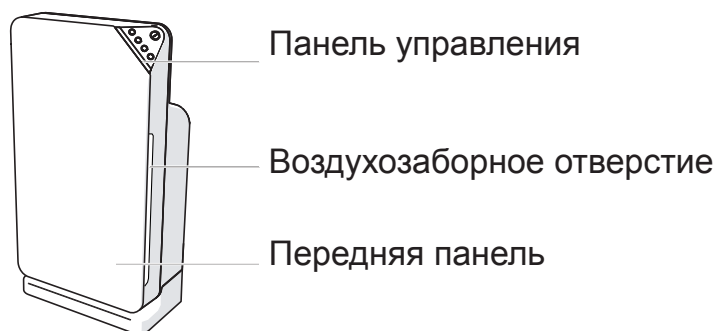 Панель управления
Воздухозаборное отверстие
Передняя панель